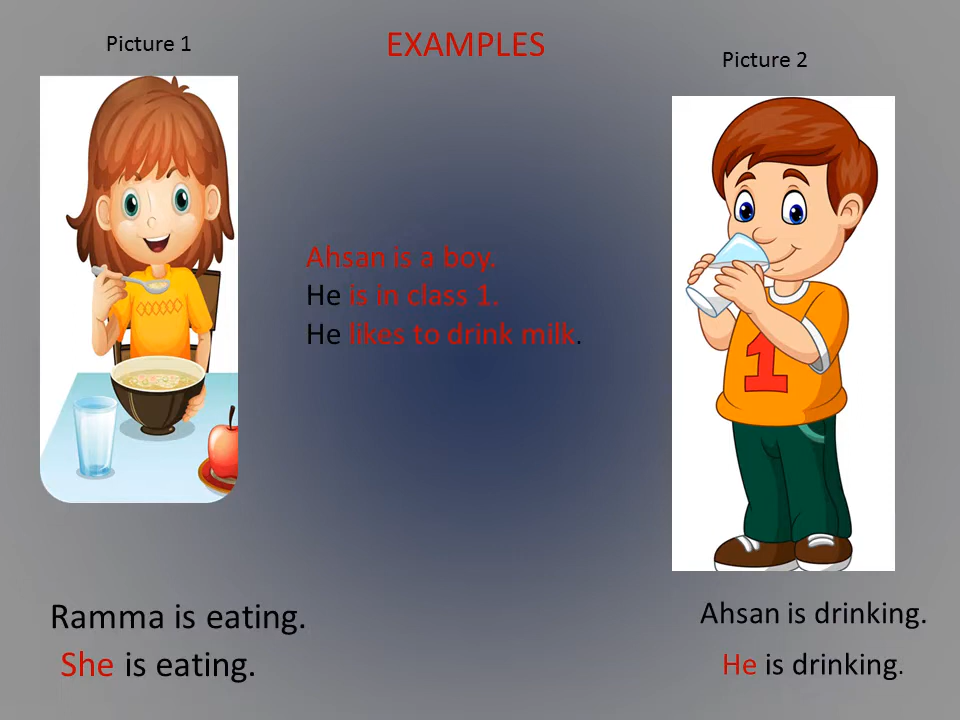 Picture 1
EXAMPLES
Picture 2
Ahsan is a boy.
He is in class 1.
He likes to drink milk.
1
Ramma is eating.
She is eating.
Ahsan is drinking.
He is drinking.